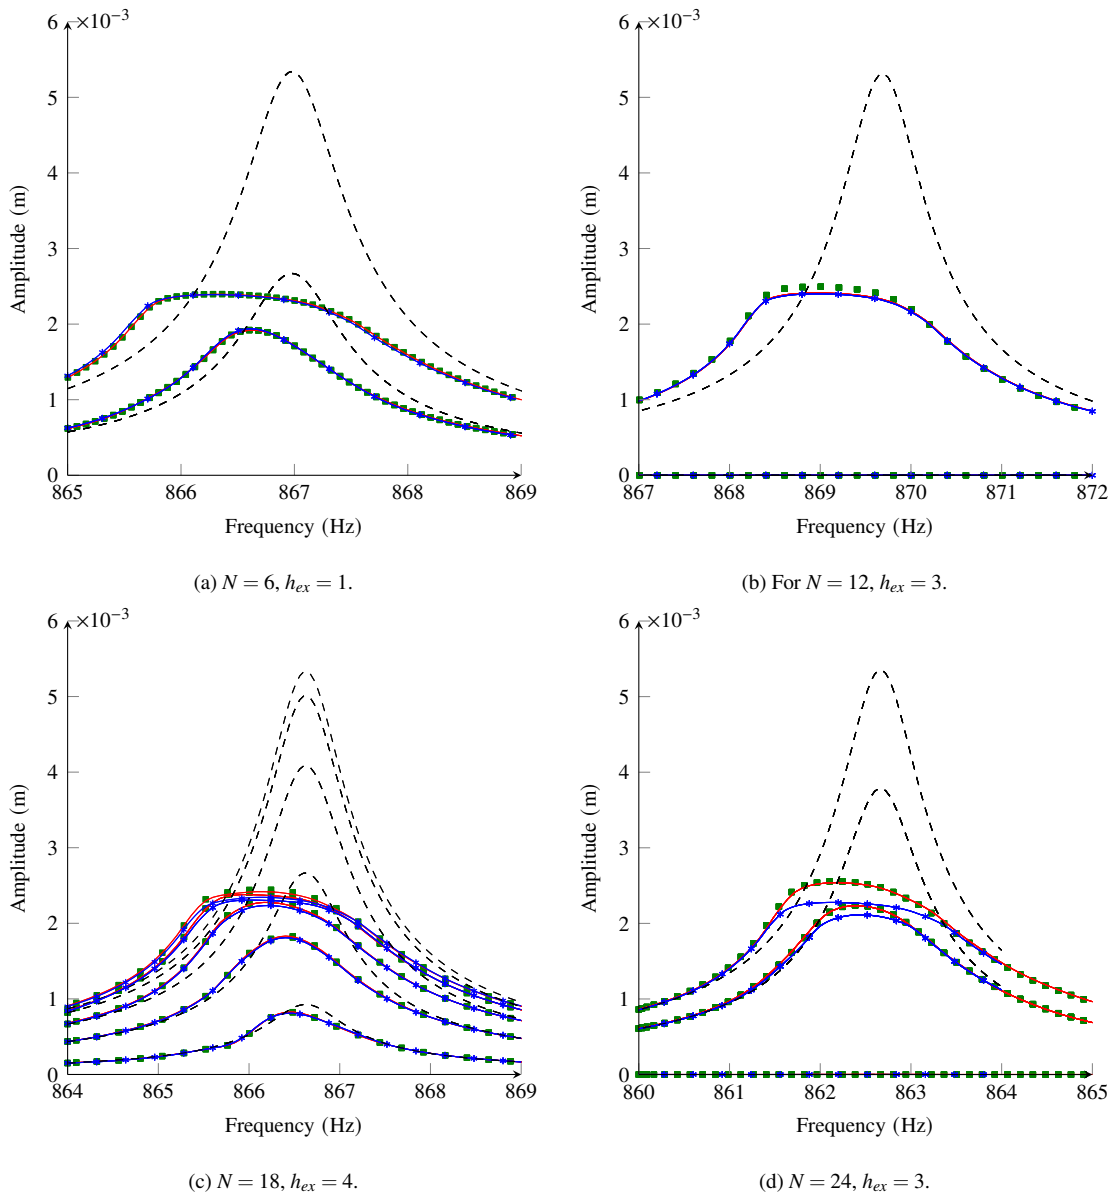 6 ×10⁻³
5
4
3
2
1
0
Amplitude (m)
865 866 867 868 869
Frequency (Hz)
(a) N = 6, hₑₓ = 1.
6 ×10⁻³
5
4
3
2
1
0
Amplitude (m)
867 868 869 870 871 872
Frequency (Hz)
(b) For N = 12, hₑₓ = 3.
6 ×10⁻³
5
4
3
2
1
0
Amplitude (m)
864 865 866 867 868 869
Frequency (Hz)
(c) N = 18, hₑₓ = 4.
6 ×10⁻³
5
4
3
2
1
0
Amplitude (m)
860 861 862 863 864 865
Frequency (Hz)
(d) N = 24, hₑₓ = 3.